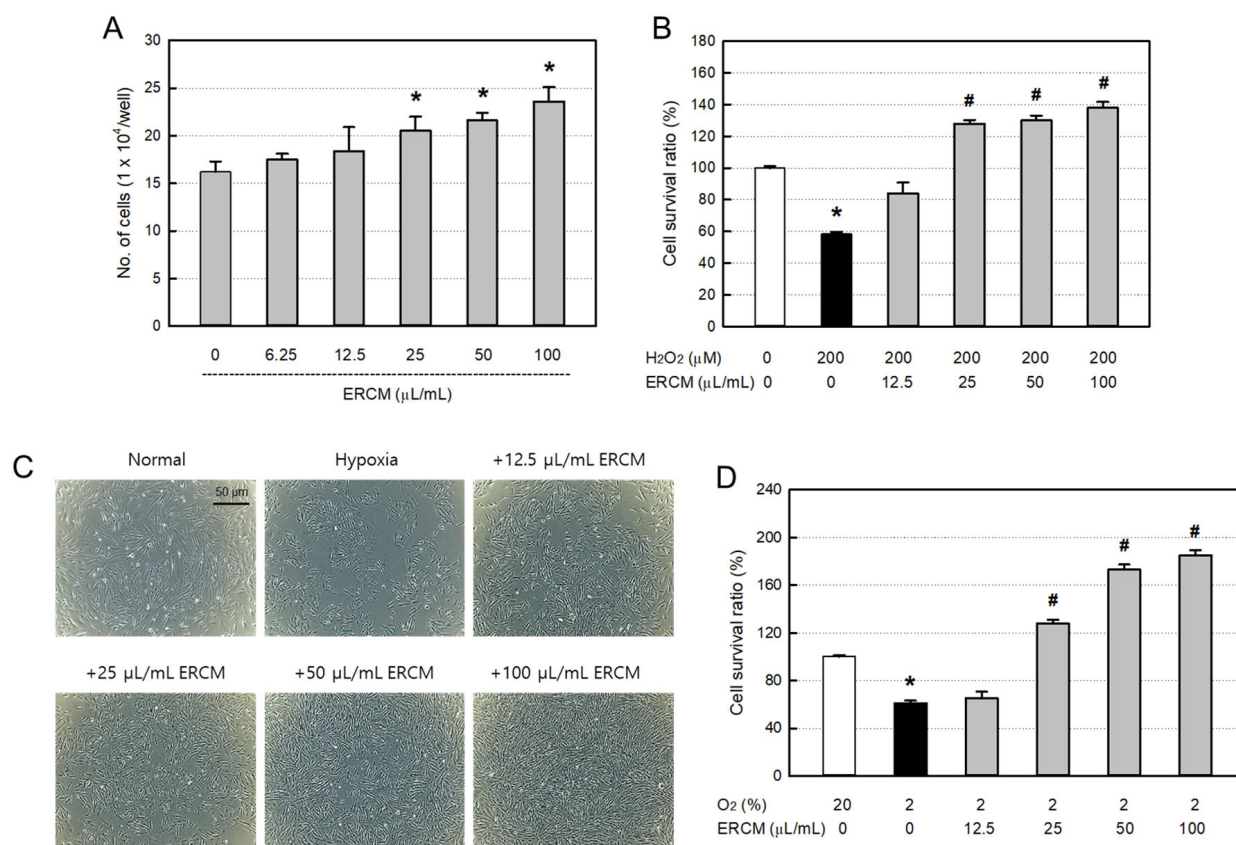 A
30
25
20
15
10
5
0
No. of cells (1 x 10⁴/well)
* * *
0 6.25 12.5 25 50 100
ERCM (μL/mL)
B
180
160
140
120
100
80
60
40
20
0
Cell survival ratio (%)
* # # #
H₂O₂ (μM) 0 200 200 200 200 200
ERCM (μL/mL) 0 0 12.5 25 50 100
C
Normal Hypoxia +12.5 μL/mL ERCM
50 μm
+25 μL/mL ERCM +50 μL/mL ERCM +100 μL/mL ERCM
D
240
200
160
120
80
40
0
Cell survival ratio (%)
* # # #
O₂ (%) 20 2 2 2 2 2
ERCM (μL/mL) 0 0 12.5 25 50 100